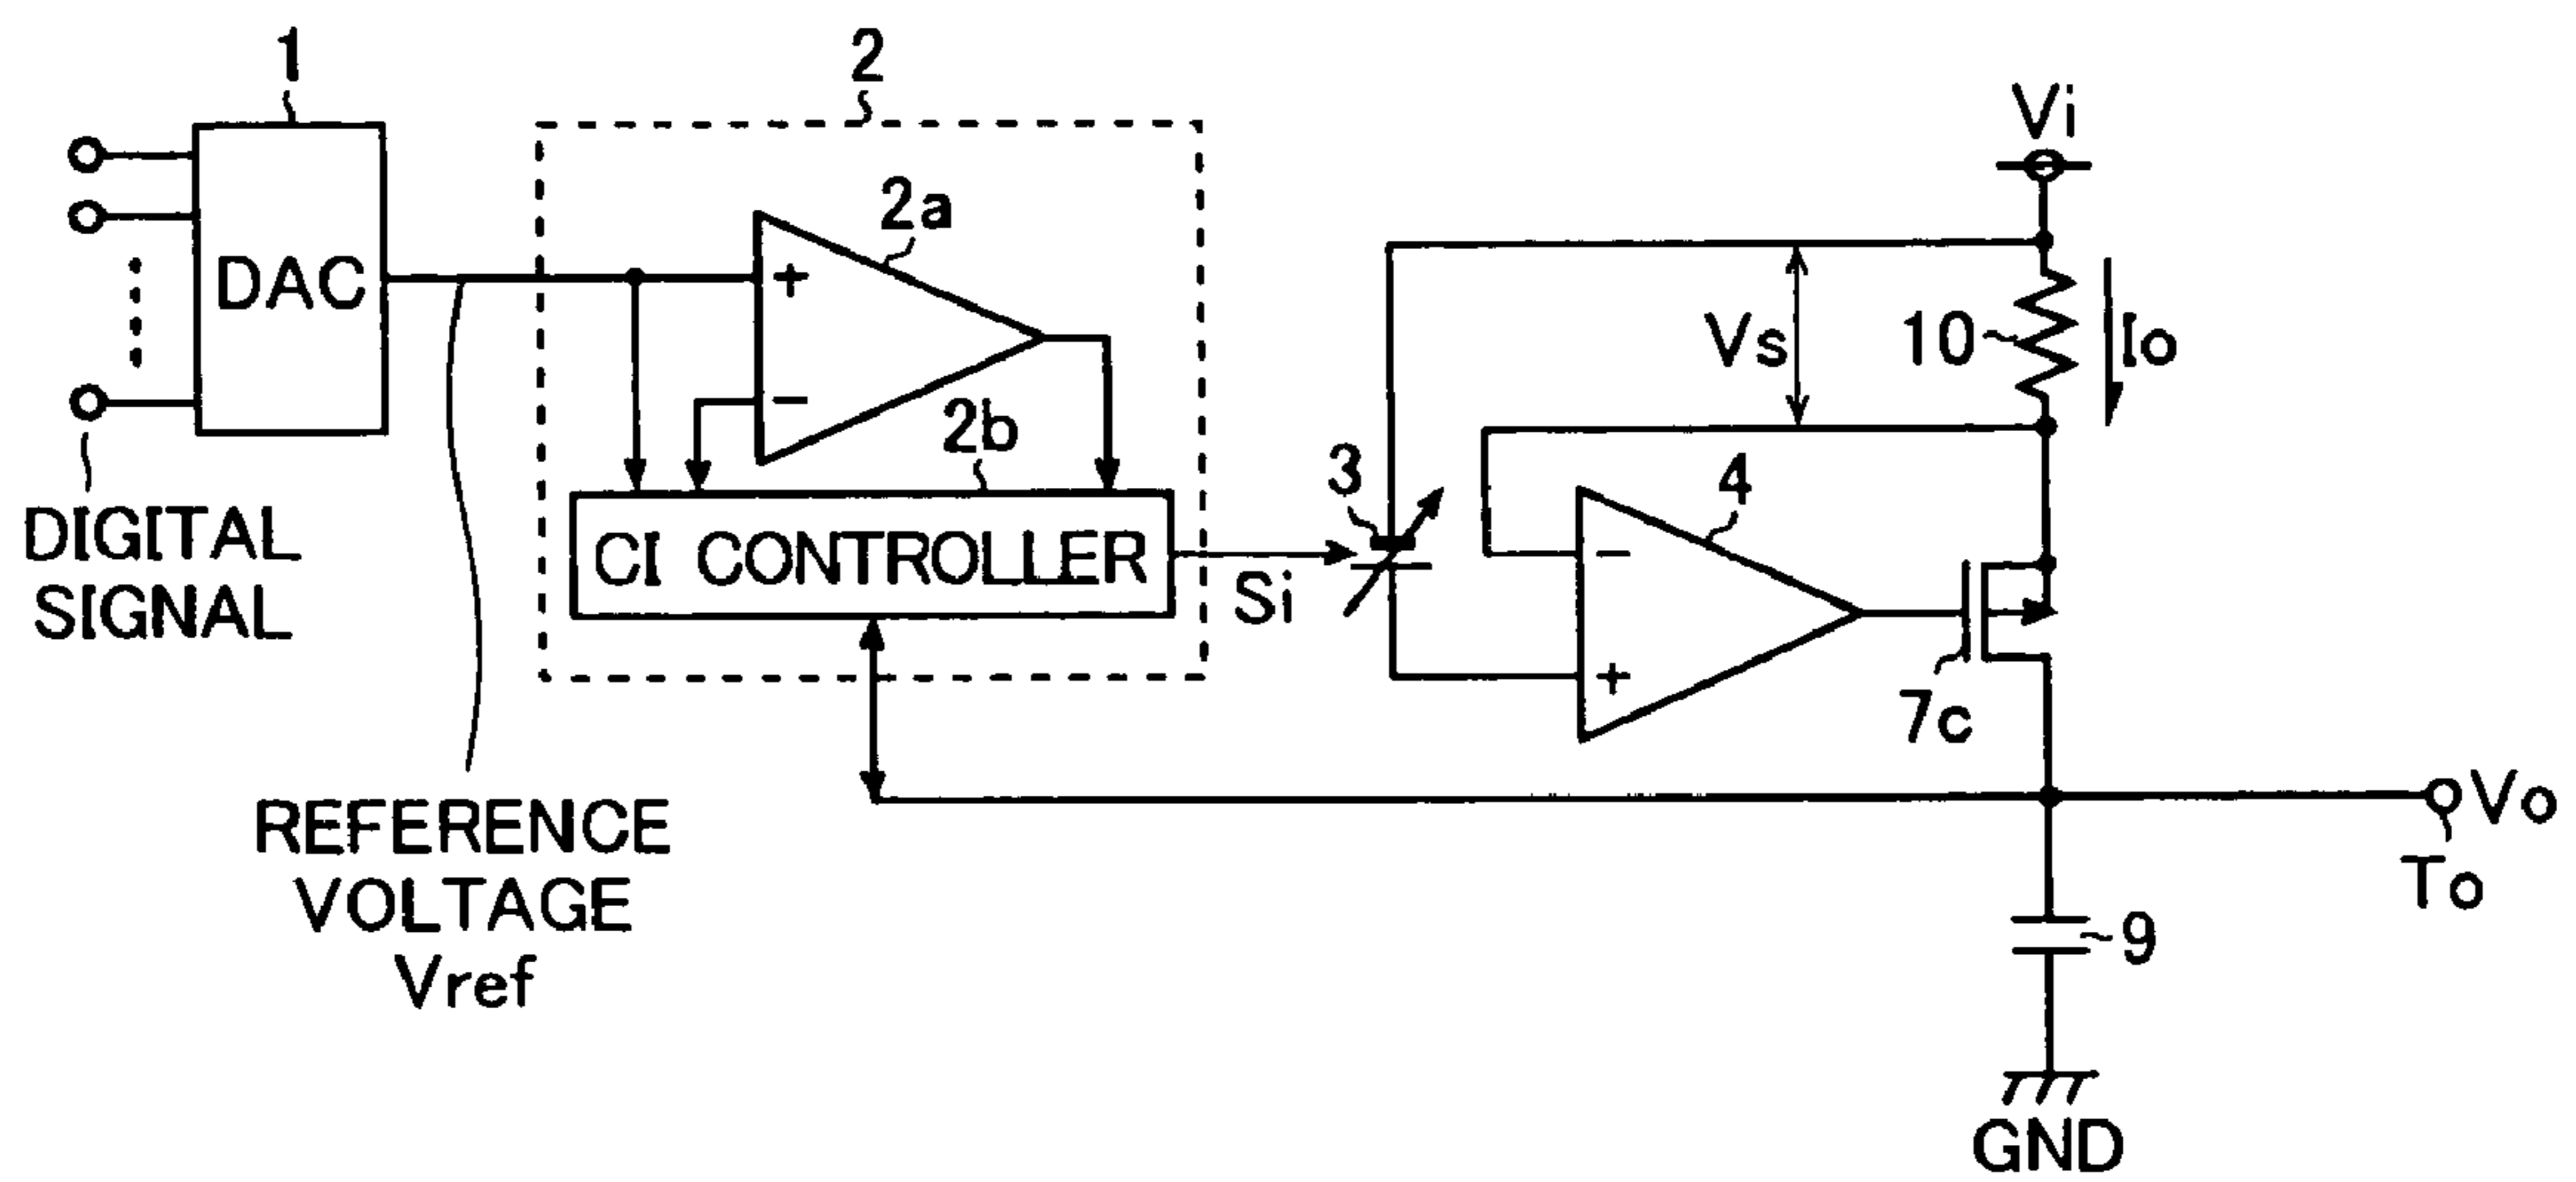 1
2
Vi
2a
+
DAC
Vs
10
Io
−
2b
3
4
DIGITAL
SIGNAL
CI CONTROLLER
Si
−
+
7c
REFERENCE
VOLTAGE
Vref
Vo
To
9
GND